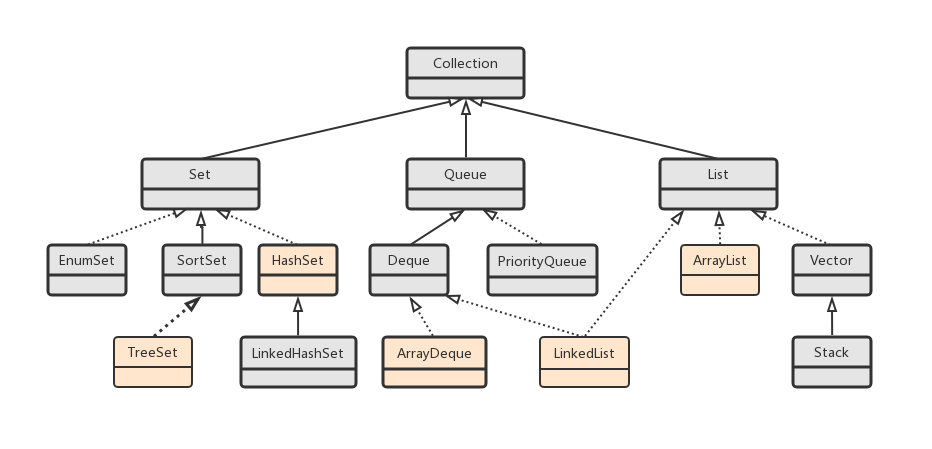 Collection
Set
Queue
List
EnumSet
SortSet
HashSet
Deque
PriorityQueue
ArrayList
Vector
TreeSet
LinkedHashSet
ArrayDeque
LinkedList
Stack